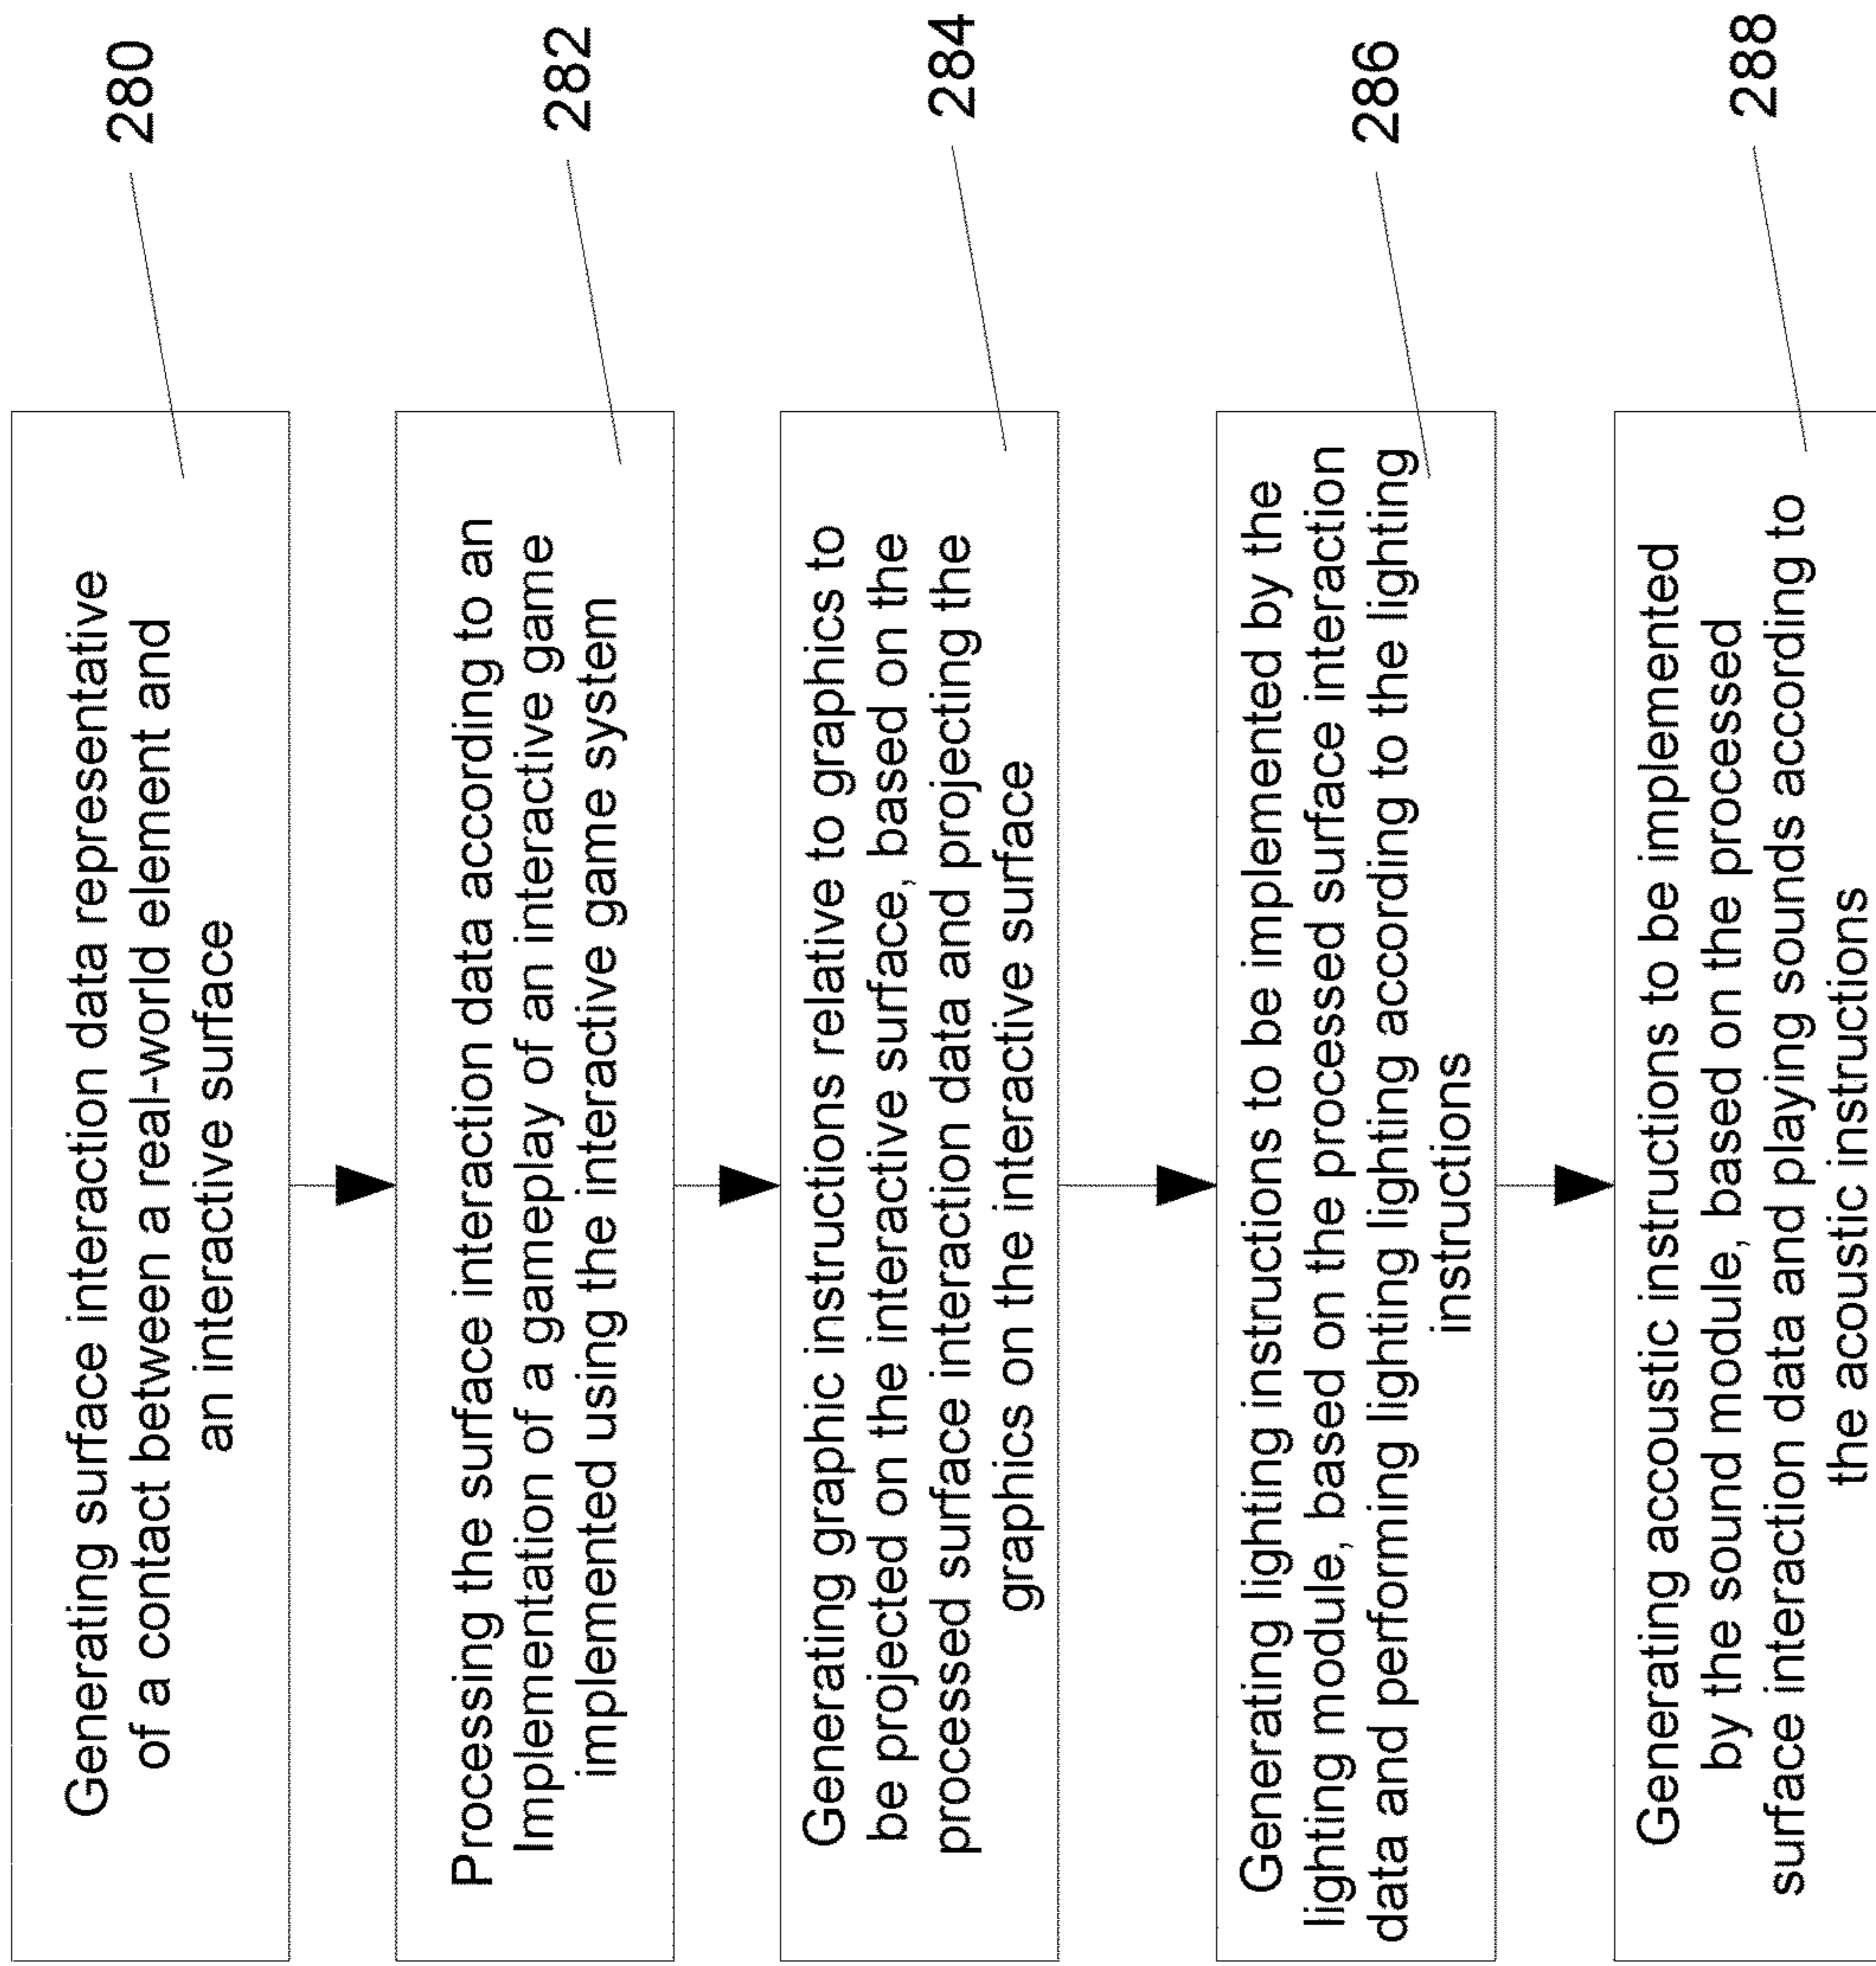 Generating surface interaction data representative
of a contact between a real-world element and
an interactive surface
280
Processing the surface interaction data according to an
Implementation of a gameplay of an interactive game
implemented using the interactive game system
282
Generating graphic instructions relative to graphics to
be projected on the interactive surface, based on the
processed surface interaction data and projecting the
graphics on the interactive surface
284
Generating lighting instructions to be implemented by the
lighting module, based on the processed surface interaction
data and performing lighting according to the lighting
instructions
286
Generating accoustic instructions to be implemented
by the sound module, based on the processed
surface interaction data and playing sounds according to
the acoustic instructions
288